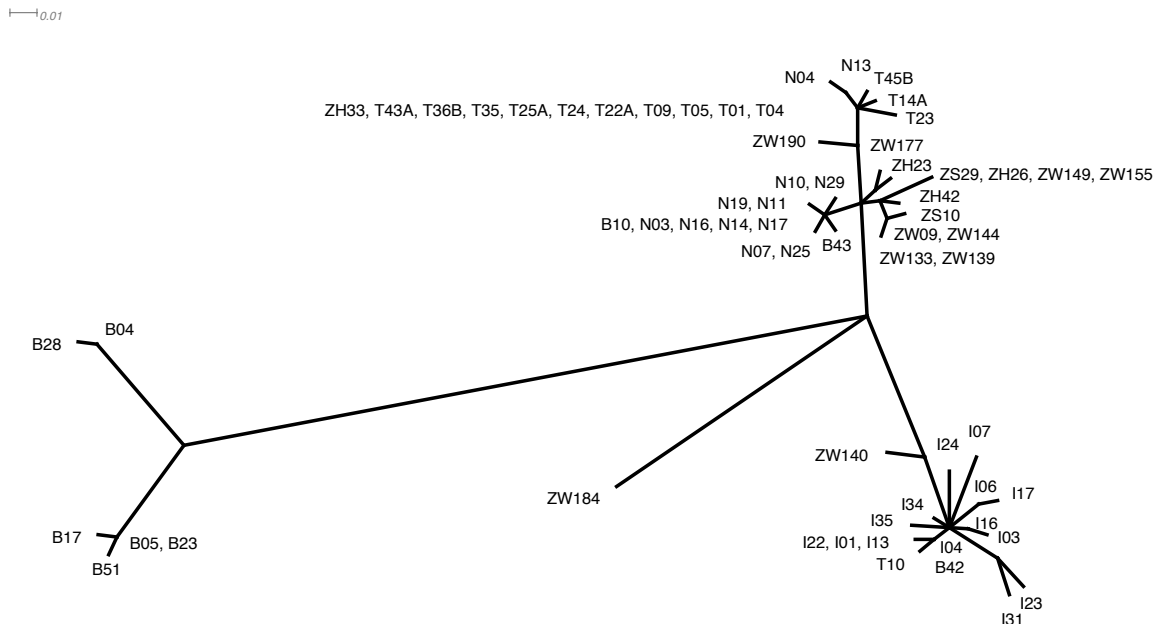 0.01
N13
N04
T45B
T14A
ZH33, T43A, T36B, T35, T25A, T24, T22A, T09, T05, T01, T04
T23
ZW190
ZW177
ZH23
ZS29, ZH26, ZW149, ZW155
N10, N29
ZH42
N19, N11
ZS10
B10, N03, N16, N14, N17
ZW09, ZW144
B43
N07, N25
ZW133, ZW139
B04
B28
I07
I24
ZW140
I06
I17
ZW184
I34
I35
I16
I03
B17
B05, B23
I22, I01, I13
I04
T10
B42
B51
I23
I31